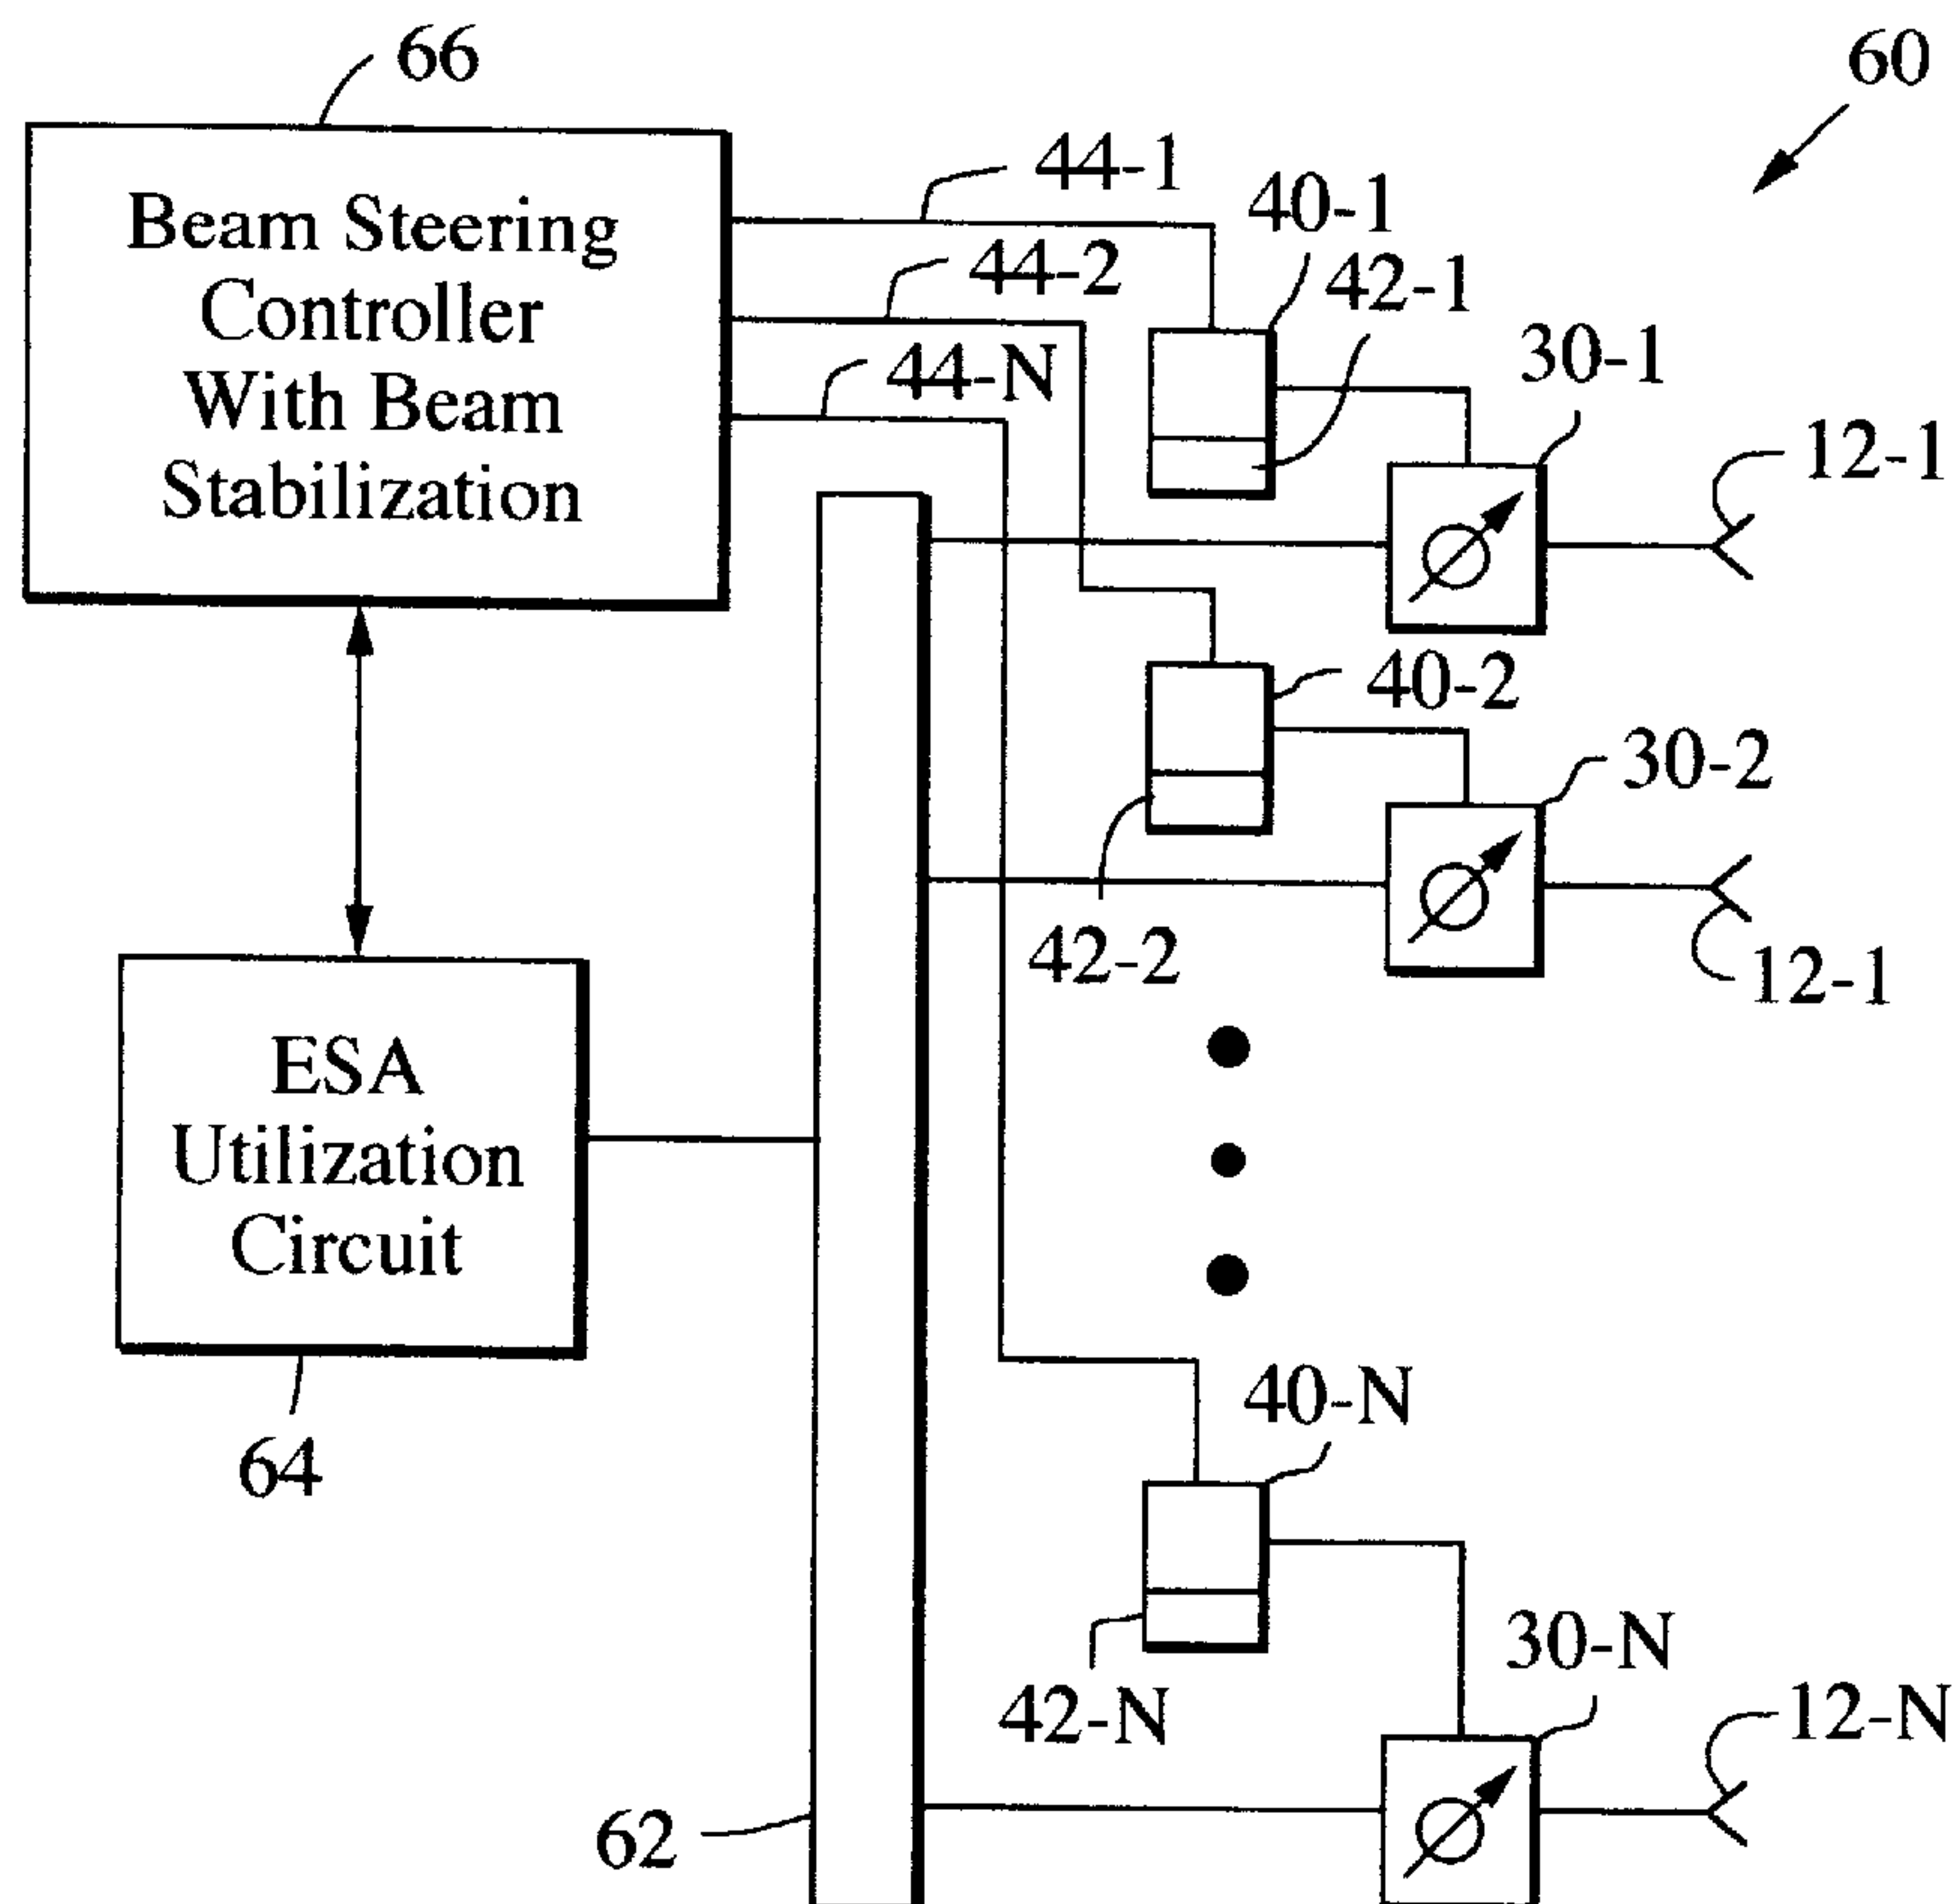 66
60
Beam Steering
Controller
With Beam
Stabilization
44-1
44-2
44-N
40-1
42-1
30-1
12-1
40-2
30-2
42-2
12-1
ESA
Utilization
Circuit
64
40-N
42-N
30-N
12-N
62